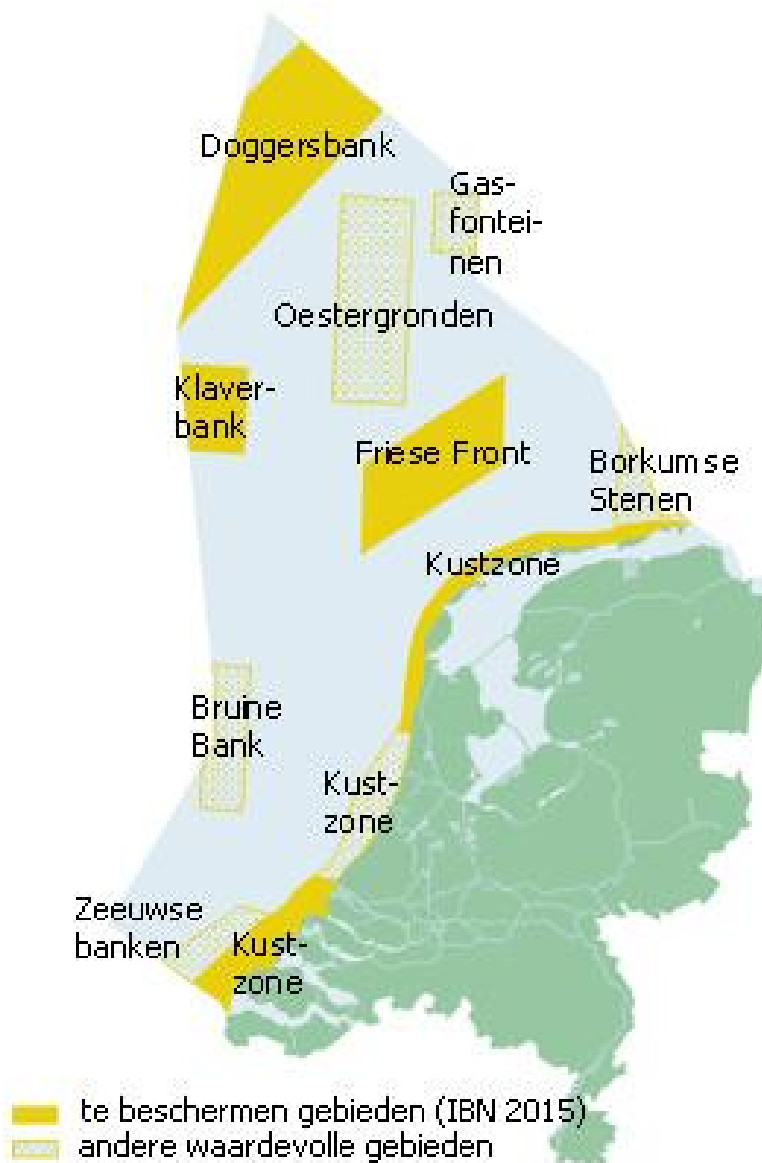 Doggersbank
Gas-
fontei-
nen
Oestergronden
Klaver-
bank
Friese Front
Borkumse
Stenen
Kustzone
Bruine
Bank
Kust-
zone
Zeeuwse
banken
Kust-
zone
te beschermen gebieden (IBN 2015)
andere waardevolle gebieden